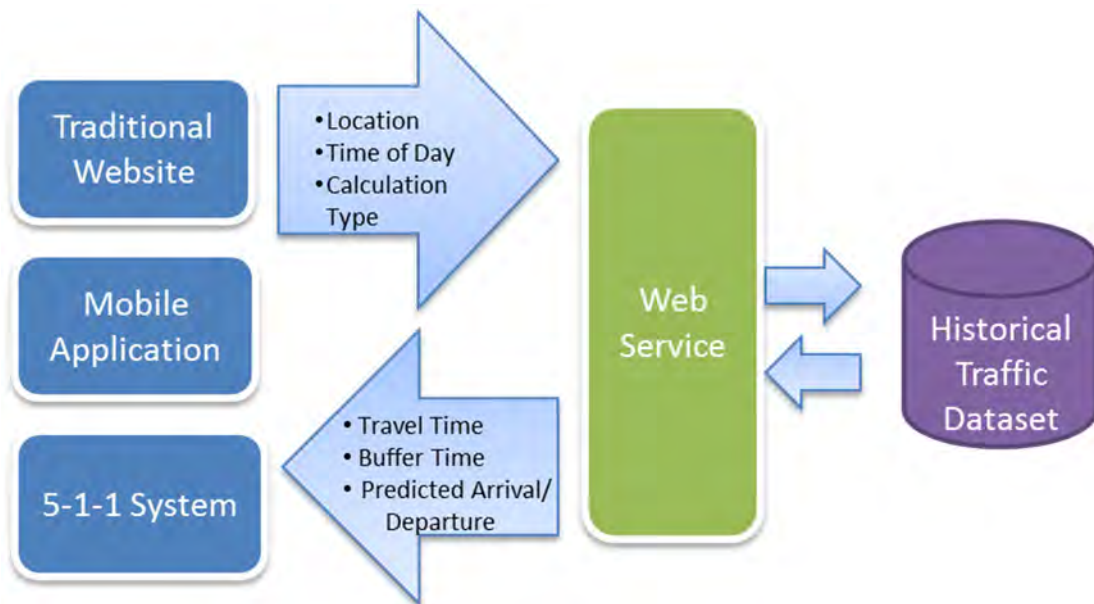 Traditional
Website
Mobile
Application
5-1-1 System
•Location
•Time of Day
•Calculation
Type
• Travel Time
• Buffer Time
• Predicted Arrival/
Departure
Web
Service
Historical
Traffic
Dataset